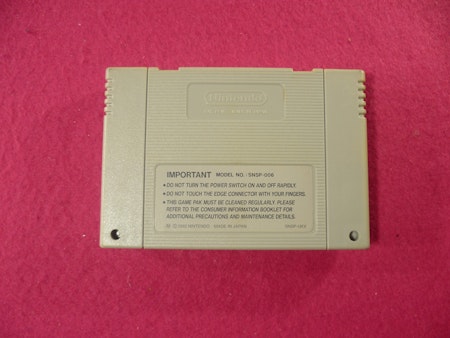 Nintendo
IMPORTANT MODEL NO. : SNSP-006
● DO NOT TURN THE POWER SWITCH ON AND OFF RAPIDLY.
● DO NOT TOUCH THE EDGE CONNECTOR WITH YOUR FINGERS.
● THIS GAME PAK MUST BE CLEANED REGULARLY. PLEASE
REFER TO THE CONSUMER INFORMATION BOOKLET FOR
ADDITIONAL PRECAUTIONS AND MAINTENANCE DETAILS.
NINTENDO MADE IN JAPAN